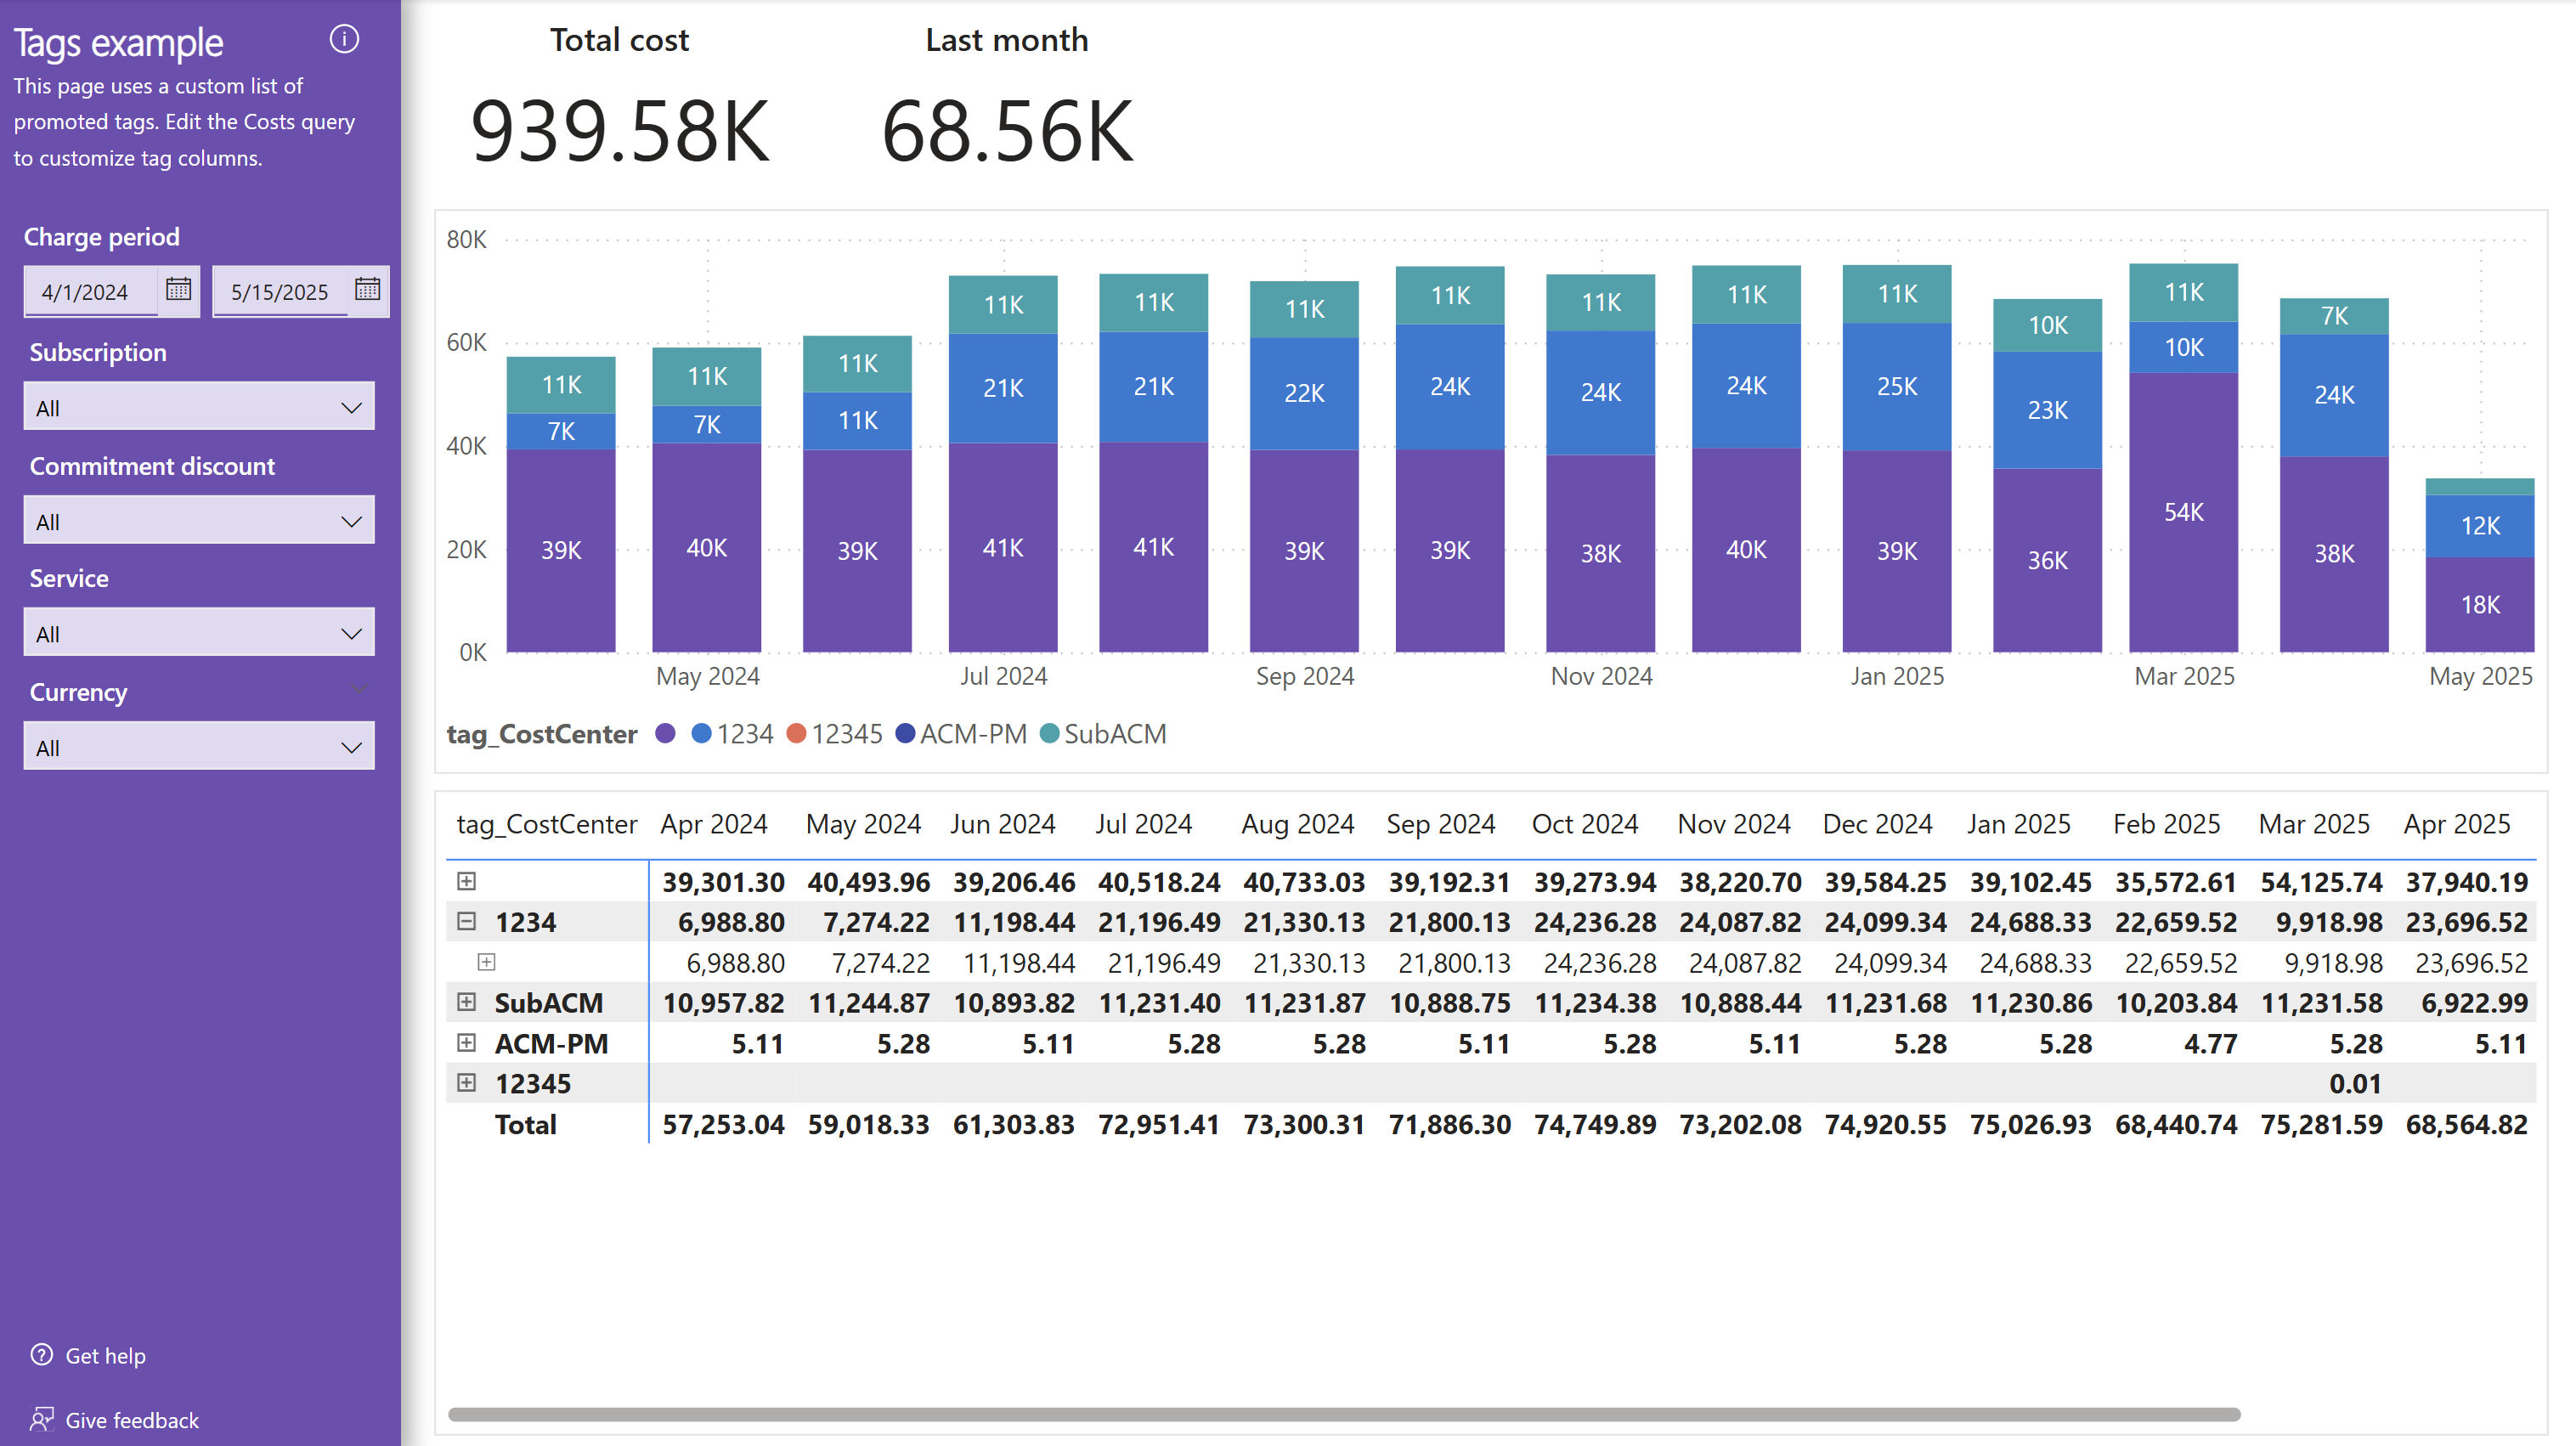 Tags example
This page uses a custom list of
promoted tags. Edit the Costs query
to customize tag columns.
Charge period
4/1/2024 5/15/2025
Subscription
All
Commitment discount
All
Service
All
Currency
All
Get help
Give feedback
Total cost Last month
939.58K 68.56K
80K
60K
40K
20K
0K
11K 11K 11K 11K 11K 11K 11K 11K 11K 11K 10K 11K 7K
7K 7K 11K 21K 21K 22K 24K 24K 24K 25K 23K 10K 24K 12K
39K 40K 39K 41K 41K 39K 39K 38K 40K 39K 36K 54K 38K 18K
May 2024 Jul 2024 Sep 2024 Nov 2024 Jan 2025 Mar 2025 May 2025
tag_CostCenter 1234 12345 ACM-PM SubACM
tag_CostCenter Apr 2024 May 2024 Jun 2024 Jul 2024 Aug 2024 Sep 2024 Oct 2024 Nov 2024 Dec 2024 Jan 2025 Feb 2025 Mar 2025 Apr 2025
39,301.30 40,493.96 39,206.46 40,518.24 40,733.03 39,192.31 39,273.94 38,220.70 39,584.25 39,102.45 35,572.61 54,125.74 37,940.19
1234 6,988.80 7,274.22 11,198.44 21,196.49 21,330.13 21,800.13 24,236.28 24,087.82 24,099.34 24,688.33 22,659.52 9,918.98 23,696.52
6,988.80 7,274.22 11,198.44 21,196.49 21,330.13 21,800.13 24,236.28 24,087.82 24,099.34 24,688.33 22,659.52 9,918.98 23,696.52
SubACM 10,957.82 11,244.87 10,893.82 11,231.40 11,231.87 10,888.75 11,234.38 10,888.44 11,231.68 11,230.86 10,203.84 11,231.58 6,922.99
ACM-PM 5.11 5.28 5.11 5.28 5.28 5.11 5.28 5.11 5.28 5.28 4.77 5.28 5.11
12345 0.01
Total 57,253.04 59,018.33 61,303.83 72,951.41 73,300.31 71,886.30 74,749.89 73,202.08 74,920.55 75,026.93 68,440.74 75,281.59 68,564.82